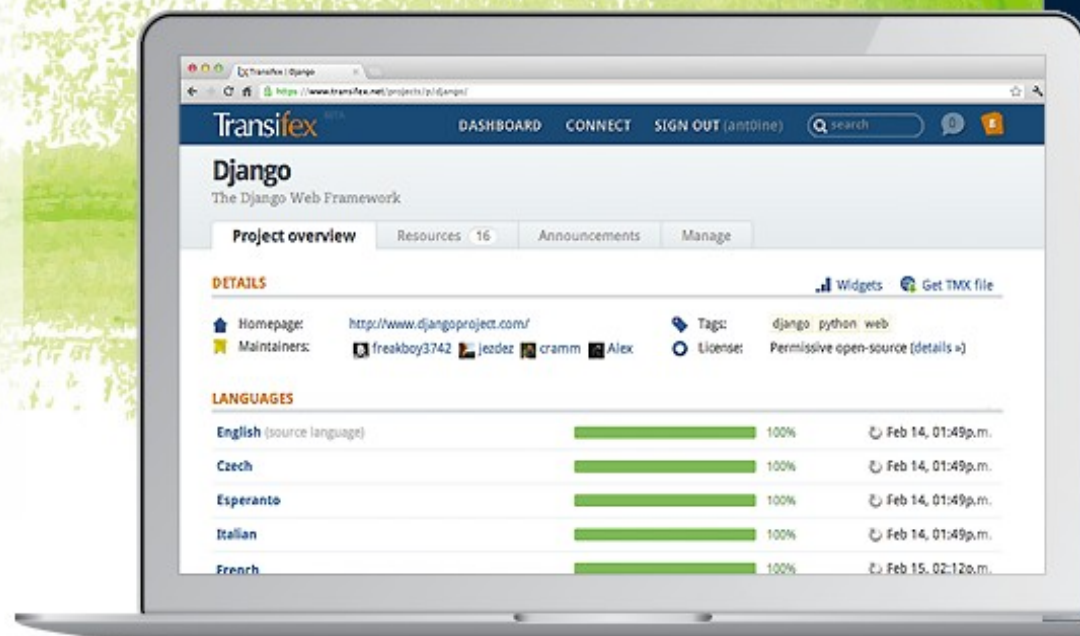 Transifex | Django
https://www.transifex.net/projects/p/django/
Transifex BETA DASHBOARD CONNECT SIGN OUT (ant0ine) search 0
Django
The Django Web Framework
Project overview Resources 16 Announcements Manage
DETAILS Widgets Get TMX file
Homepage: http://www.djangoproject.com/ Tags: django python web
Maintainers: freakboy3742 jezdez cramm Alex License: Permissive open-source (details »)
LANGUAGES
English (source language) 100% Feb 14, 01:49p.m.
Czech 100% Feb 14, 01:49p.m.
Esperanto 100% Feb 14, 01:49p.m.
Italian 100% Feb 14, 01:49p.m.
French 100% Feb 15, 02:12p.m.